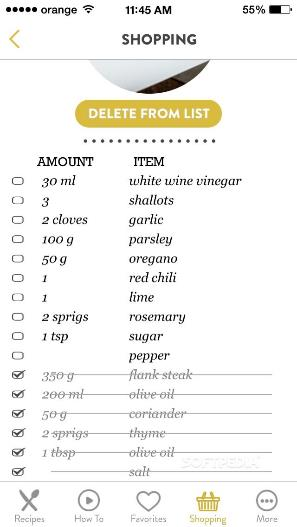 orange 11:45 AM 55%
SHOPPING
DELETE FROM LIST
AMOUNT ITEM
30 ml white wine vinegar
3 shallots
2 cloves garlic
100 g parsley
50 g oregano
1 red chili
1 lime
2 sprigs rosemary
1 tsp sugar
pepper
350 g flank steak
200 ml olive oil
50 g coriander
2 sprigs thyme
1 tbsp olive oil
SOFTPEDIA
salt
Recipes How To Favorites Shopping More